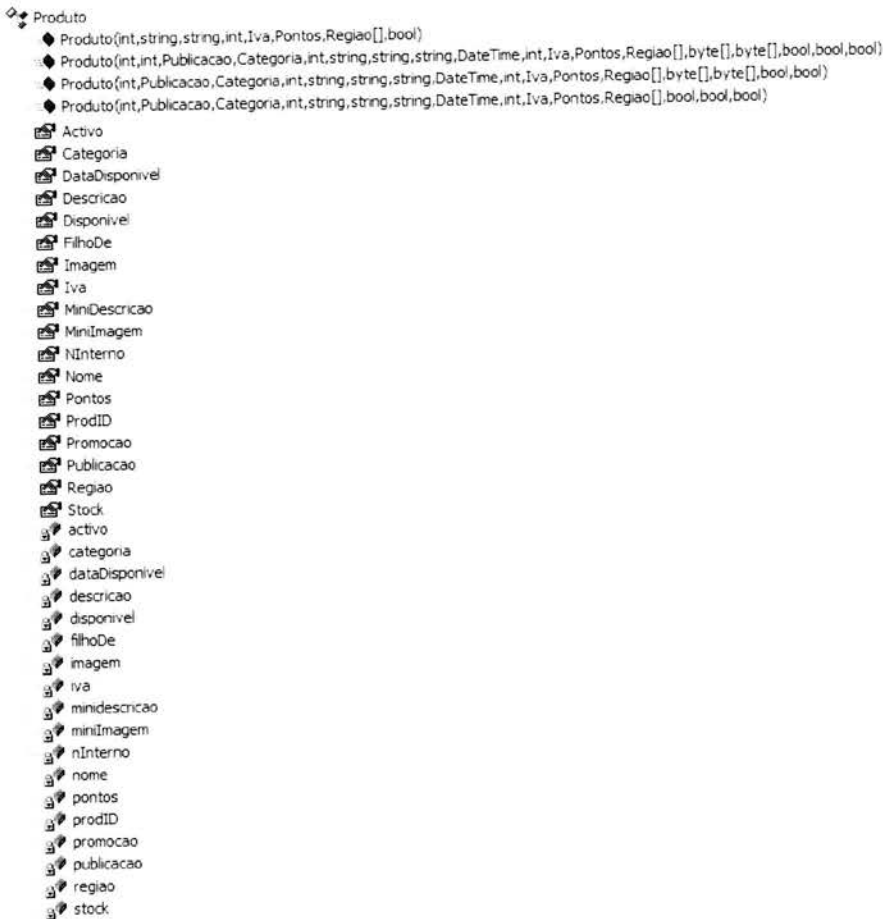 Produto
Produto(int,string,string,int,Iva,Pontos,Regiao[],bool)
Produto(int,int,Publicacao,Categoria,int,string,string,string,DateTime,int,Iva,Pontos,Regiao[],byte[],byte[],bool,bool,bool)
Produto(int,Publicacao,Categoria,int,string,string,string,DateTime,int,Iva,Pontos,Regiao[],byte[],byte[],bool,bool)
Produto(int,Publicacao,Categoria,int,string,string,string,DateTime,int,Iva,Pontos,Regiao[],bool,bool,bool)
Activo
Categoria
DataDisponivel
Descricao
Disponivel
FilhoDe
Imagem
Iva
MiniDescricao
MiniImagem
NInterno
Nome
Pontos
ProdID
Promocao
Publicacao
Regiao
Stock
activo
categoria
dataDisponivel
descricao
disponivel
filhoDe
imagem
iva
minidescricao
miniImagem
nInterno
nome
pontos
prodID
promocao
publicacao
regiao
stock